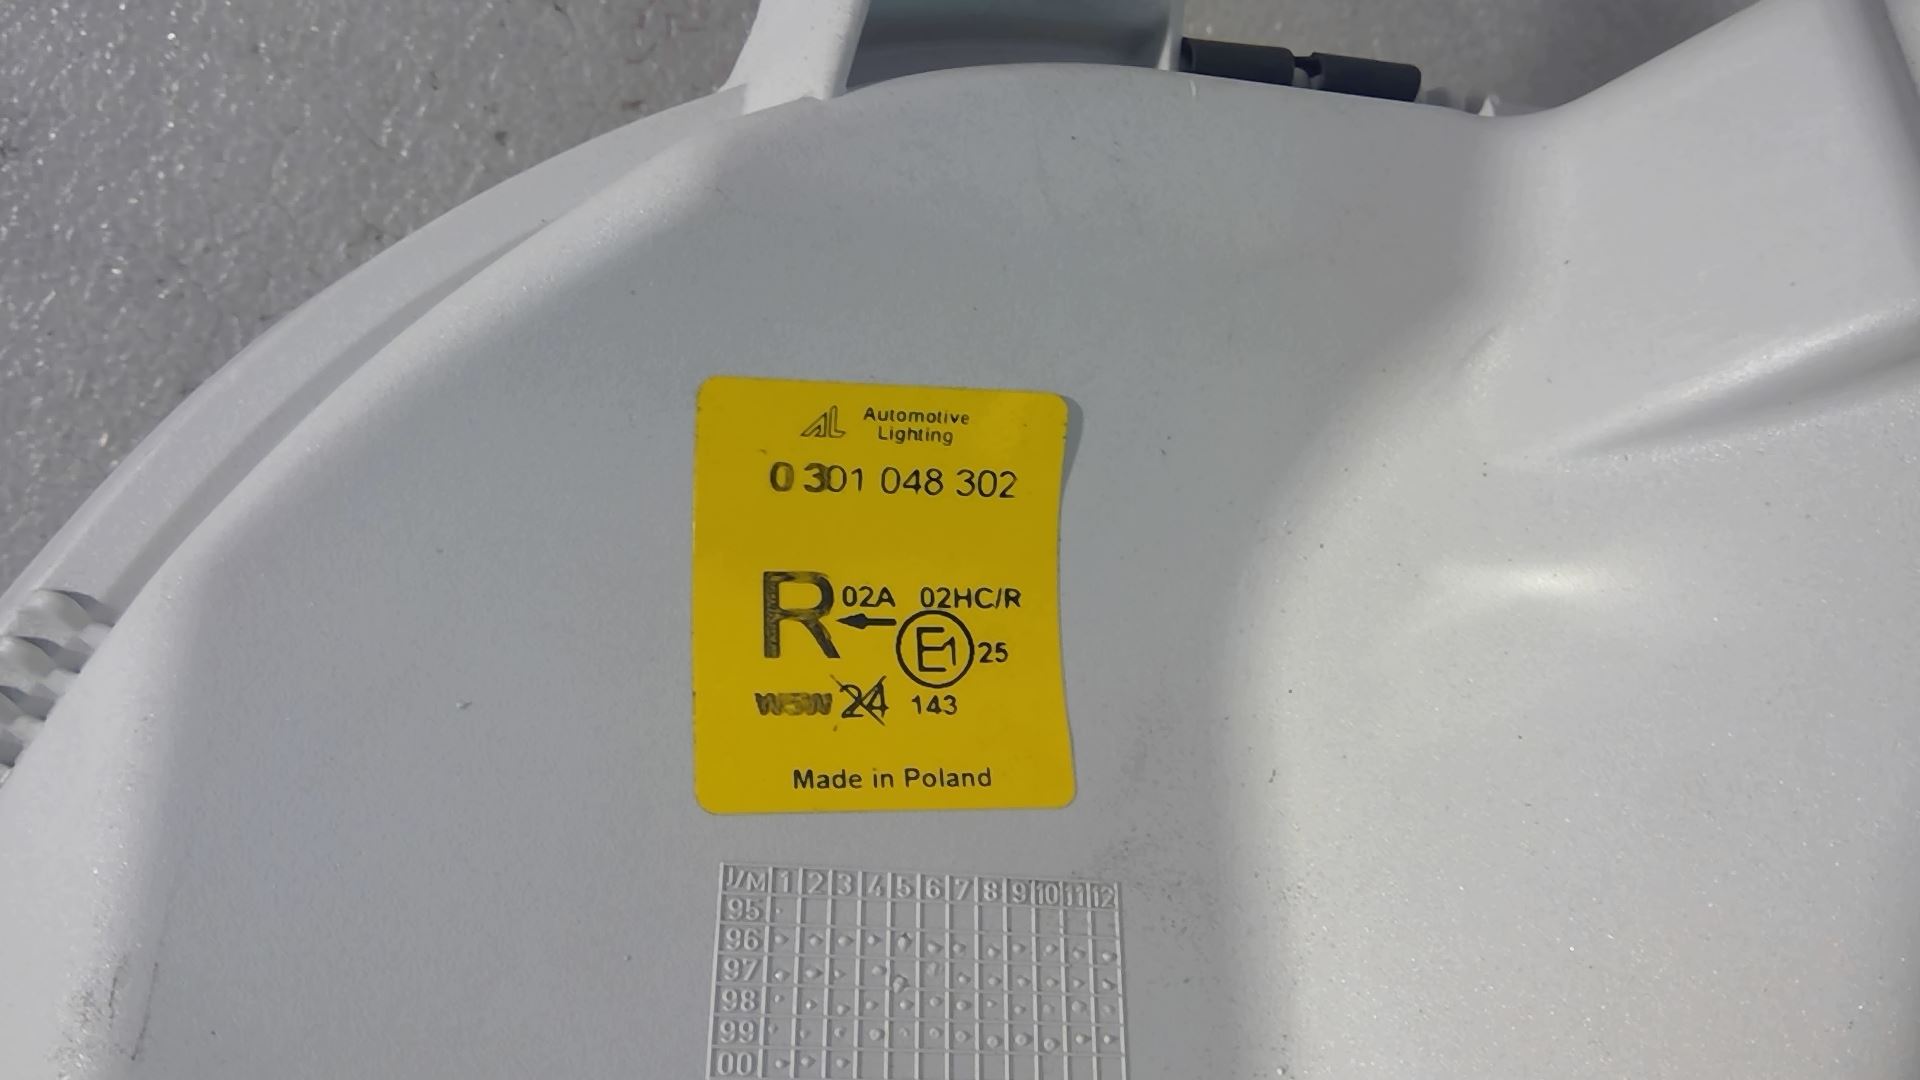 AL Automotive
Lighting
0 301 048 302
R 02A 02HC/R
E1 25
W5W 24 143
Made in Poland
J/M 1 2 3 4 5 6 7 8 9 10 11 12
95
96
97
98
99
00